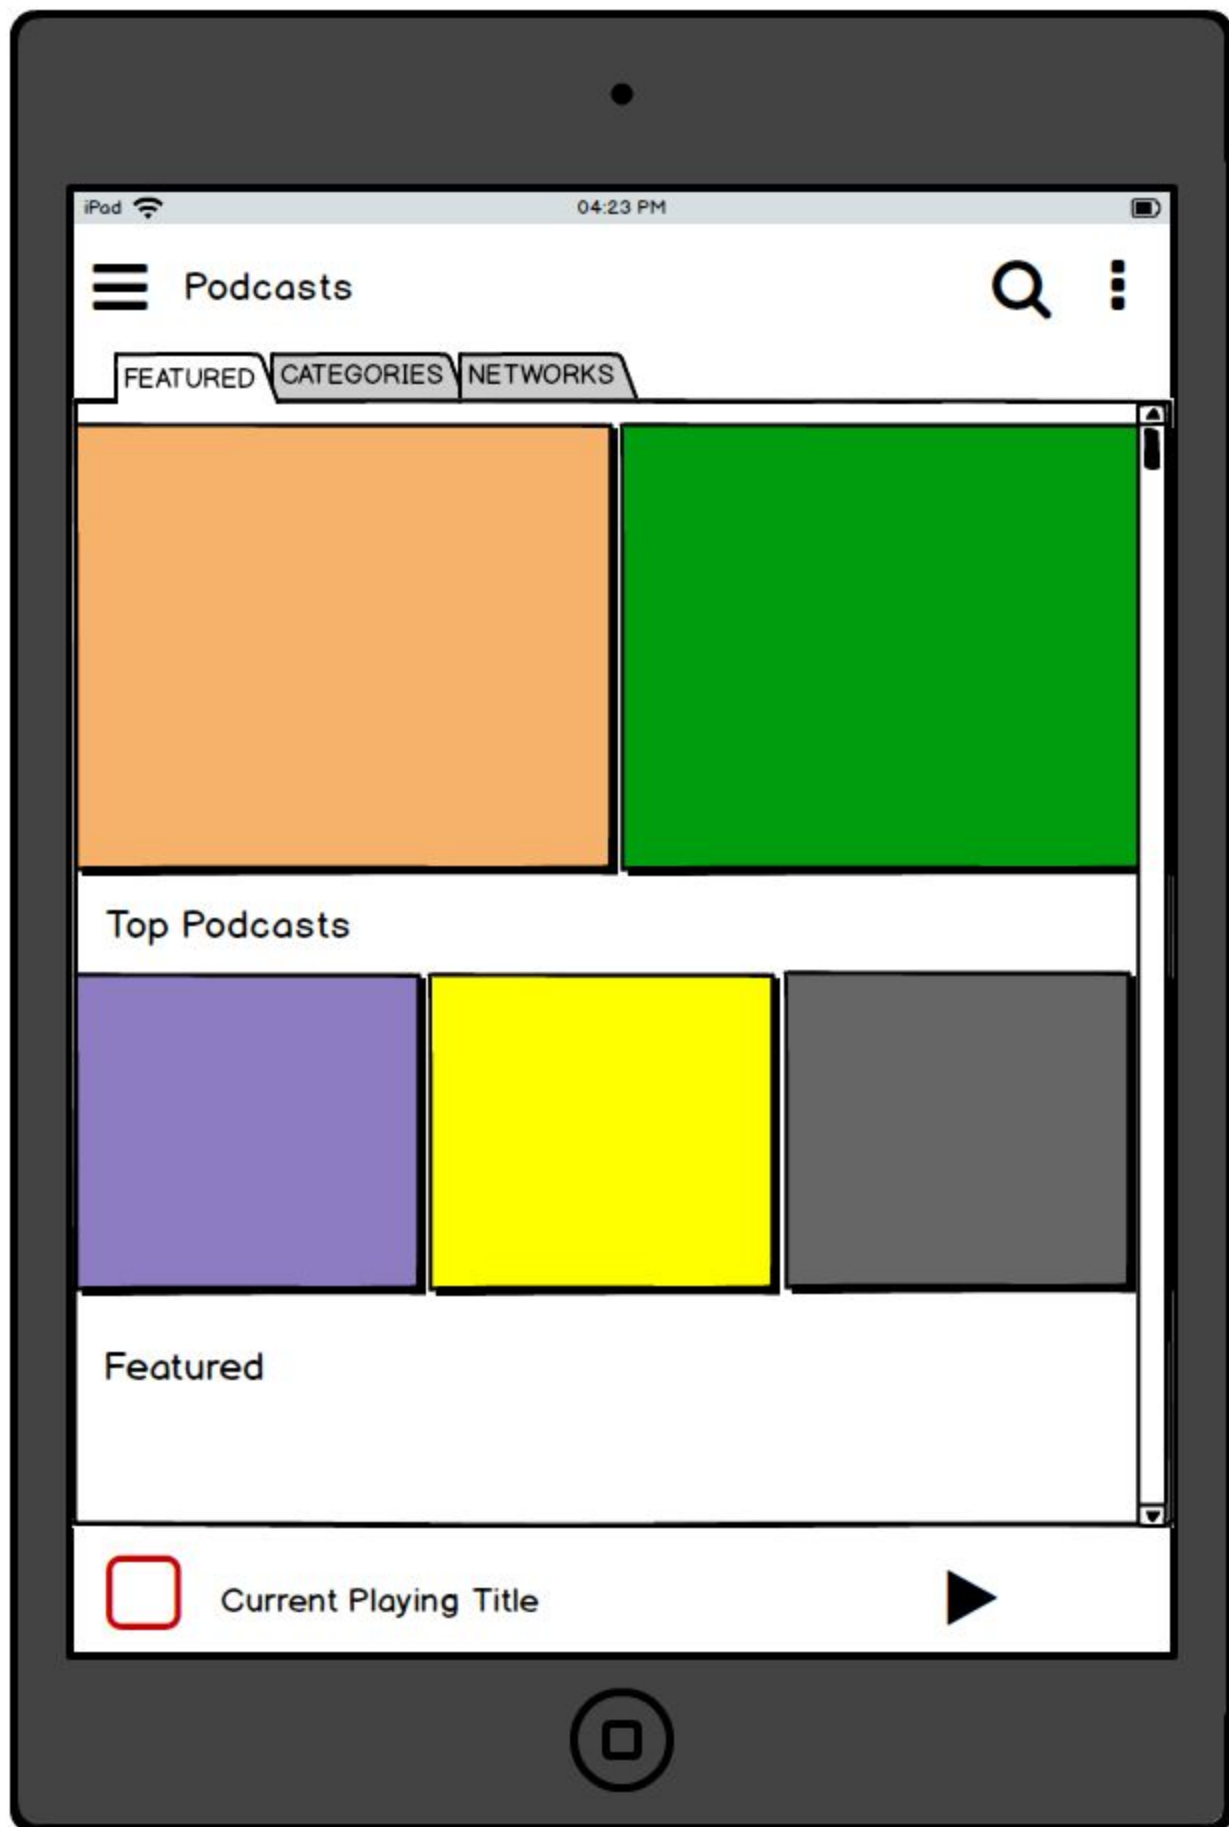 iPad 04:23 PM
Podcasts
FEATURED CATEGORIES NETWORKS
Top Podcasts
Featured
Current Playing Title